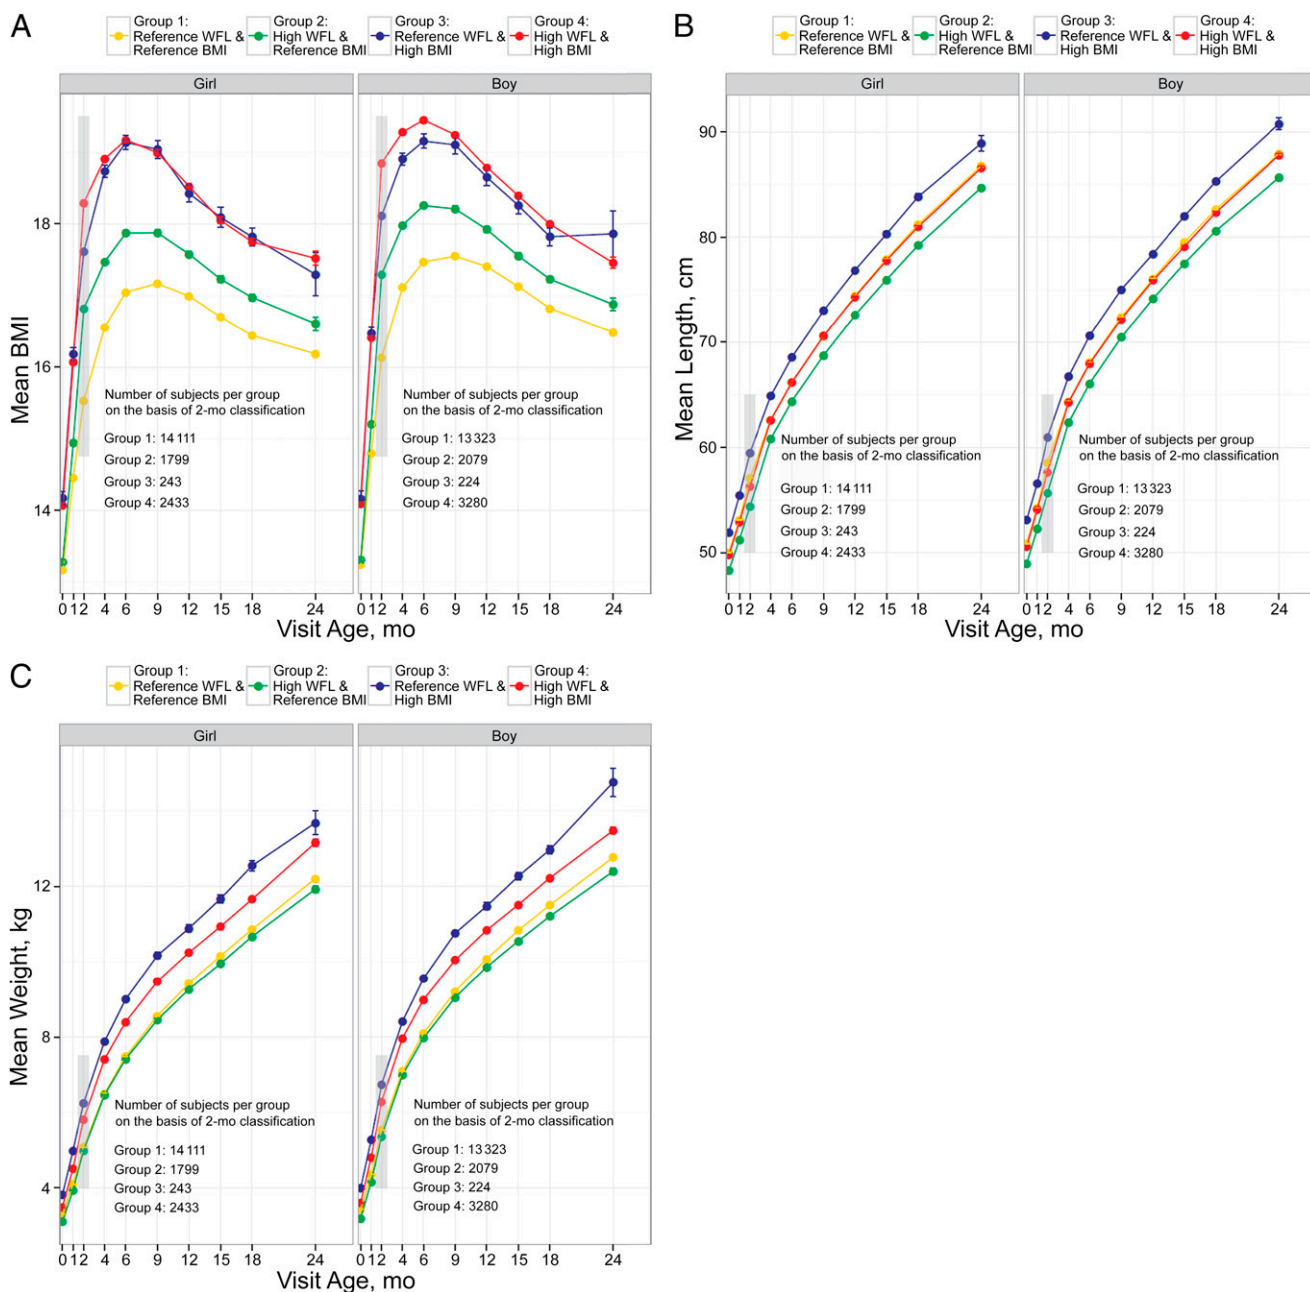 A
Group 1:
Reference WFL &
Reference BMI
Group 2:
High WFL &
Reference BMI
Group 3:
Reference WFL &
High BMI
Group 4:
High WFL &
High BMI
Girl
Boy
Mean BMI
18
16
14
Number of subjects per group
on the basis of 2-mo classification
Group 1: 14 111
Group 2: 1799
Group 3: 243
Group 4: 2433
Number of subjects per group
on the basis of 2-mo classification
Group 1: 13 323
Group 2: 2079
Group 3: 224
Group 4: 3280
0 1 2 4 6 9 12 15 18 24
0 1 2 4 6 9 12 15 18 24
Visit Age, mo
B
Group 1:
Reference WFL &
Reference BMI
Group 2:
High WFL &
Reference BMI
Group 3:
Reference WFL &
High BMI
Group 4:
High WFL &
High BMI
Girl
Boy
Mean Length, cm
90
80
70
60
50
Number of subjects per group
on the basis of 2-mo classification
Group 1: 14 111
Group 2: 1799
Group 3: 243
Group 4: 2433
Number of subjects per group
on the basis of 2-mo classification
Group 1: 13 323
Group 2: 2079
Group 3: 224
Group 4: 3280
0 1 2 4 6 9 12 15 18 24
0 1 2 4 6 9 12 15 18 24
Visit Age, mo
C
Group 1:
Reference WFL &
Reference BMI
Group 2:
High WFL &
Reference BMI
Group 3:
Reference WFL &
High BMI
Group 4:
High WFL &
High BMI
Girl
Boy
Mean Weight, kg
12
8
4
Number of subjects per group
on the basis of 2-mo classification
Group 1: 14 111
Group 2: 1799
Group 3: 243
Group 4: 2433
Number of subjects per group
on the basis of 2-mo classification
Group 1: 13 323
Group 2: 2079
Group 3: 224
Group 4: 3280
0 1 2 4 6 9 12 15 18 24
0 1 2 4 6 9 12 15 18 24
Visit Age, mo